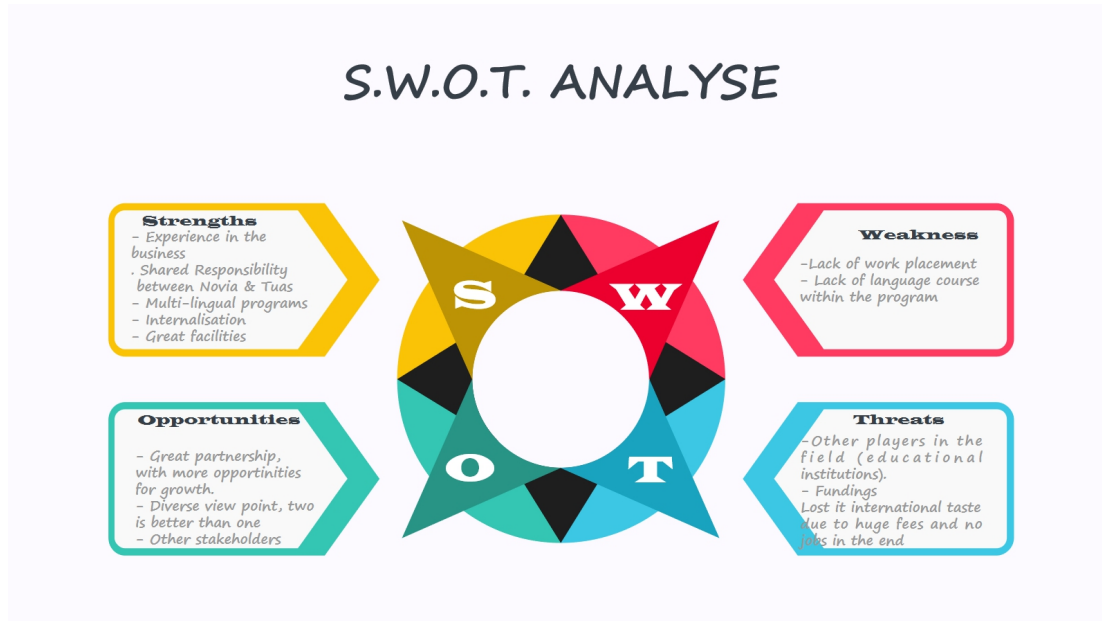 S.W.O.T. ANALYSE
Strengths
- Experience in the
business
. Shared Responsibility
between Novia & Tuas
- Multi-lingual programs
- Internalisation
- Great facilities
Weakness
-Lack of work placement
- Lack of language course
within the program
S
W
O
T
Opportunities
- Great partnership,
with more opportinities
for growth.
- Diverse view point, two
is better than one
- Other stakeholders
Threats
-Other players in the
field (educational
institutions).
- Fundings
Lost it international taste
due to huge fees and no
jobs in the end